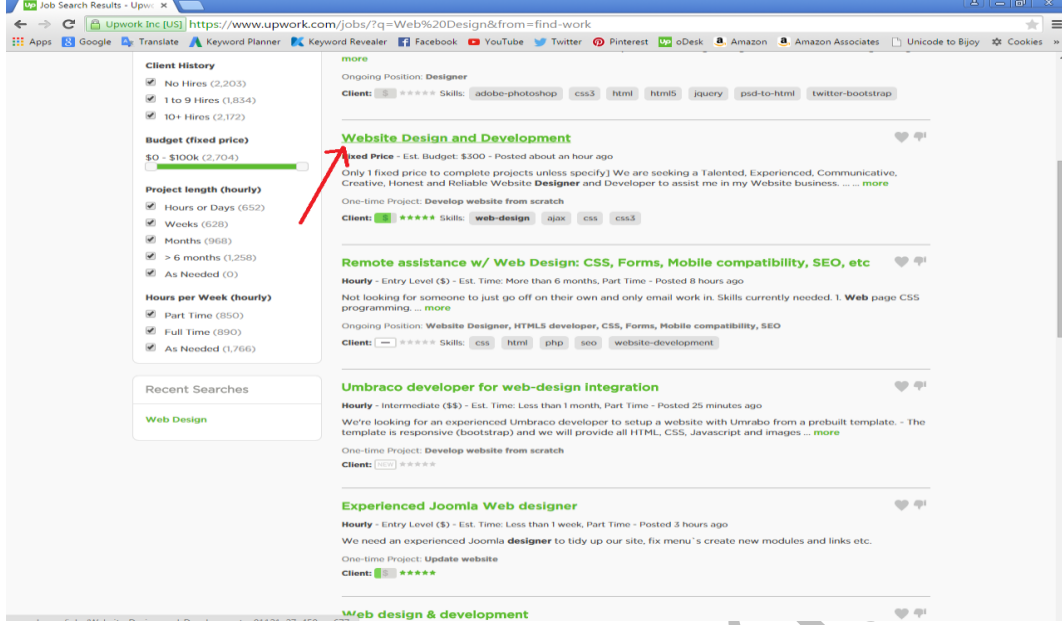 Job Search Results - Upwo
Upwork Inc [US] https://www.upwork.com/jobs/?q=Web%20Design&from=find-work
Apps Google Translate Keyword Planner Keyword Revealer Facebook YouTube Twitter Pinterest oDesk Amazon Amazon Associates Unicode to Bijoy Cookies »
Client History
No Hires (2,203)
1 to 9 Hires (1,834)
10+ Hires (2,172)
Budget (fixed price)
$0 - $100k (2,704)
Project length (hourly)
Hours or Days (652)
Weeks (628)
Months (968)
> 6 months (1,258)
As Needed (0)
Hours per Week (hourly)
Part Time (850)
Full Time (890)
As Needed (1,766)
Recent Searches
Web Design
more
Ongoing Position: Designer
Client: $ Skills: adobe-photoshop css3 html html5 jquery psd-to-html twitter-bootstrap
Website Design and Development
Fixed Price - Est. Budget: $300 - Posted about an hour ago
Only 1 fixed price to complete projects unless specify] We are seeking a Talented, Experienced, Communicative,
Creative, Honest and Reliable Website Designer and Developer to assist me in my Website business. ... ... more
One-time Project: Develop website from scratch
Client: $ Skills: web-design ajax css css3
Remote assistance w/ Web Design: CSS, Forms, Mobile compatibility, SEO, etc
Hourly - Entry Level ($) - Est. Time: More than 6 months, Part Time - Posted 8 hours ago
Not looking for someone to just go off on their own and only email work in. Skills currently needed. 1. Web page CSS
programming. ... more
Ongoing Position: Website Designer, HTML5 developer, CSS, Forms, Mobile compatibility, SEO
Client: Skills: css html php seo website-development
Umbraco developer for web-design integration
Hourly - Intermediate ($$) - Est. Time: Less than 1 month, Part Time - Posted 25 minutes ago
We're looking for an experienced Umbraco developer to setup a website with Umrabo from a prebuilt template. - The
template is responsive (bootstrap) and we will provide all HTML, CSS, Javascript and images ... more
One-time Project: Develop website from scratch
Client: NEW
Experienced Joomla Web designer
Hourly - Entry Level ($) - Est. Time: Less than 1 week, Part Time - Posted 3 hours ago
We need an experienced Joomla designer to tidy up our site, fix menu`s create new modules and links etc.
One-time Project: Update website
Client: $
Web design & development